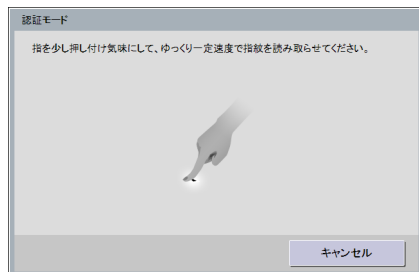 認証モード
指を少し押し付け気味にして、ゆっくり一定速度で指紋を読み取らせてください。
キャンセル